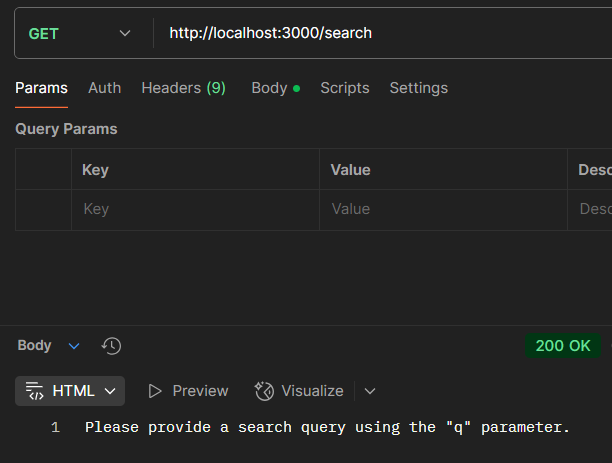 GET http://localhost:3000/search
Params Auth Headers (9) Body Scripts Settings
Query Params
Key Value Desc
Key Value Desc
Body 200 OK
HTML Preview Visualize
1 Please provide a search query using the "q" parameter.